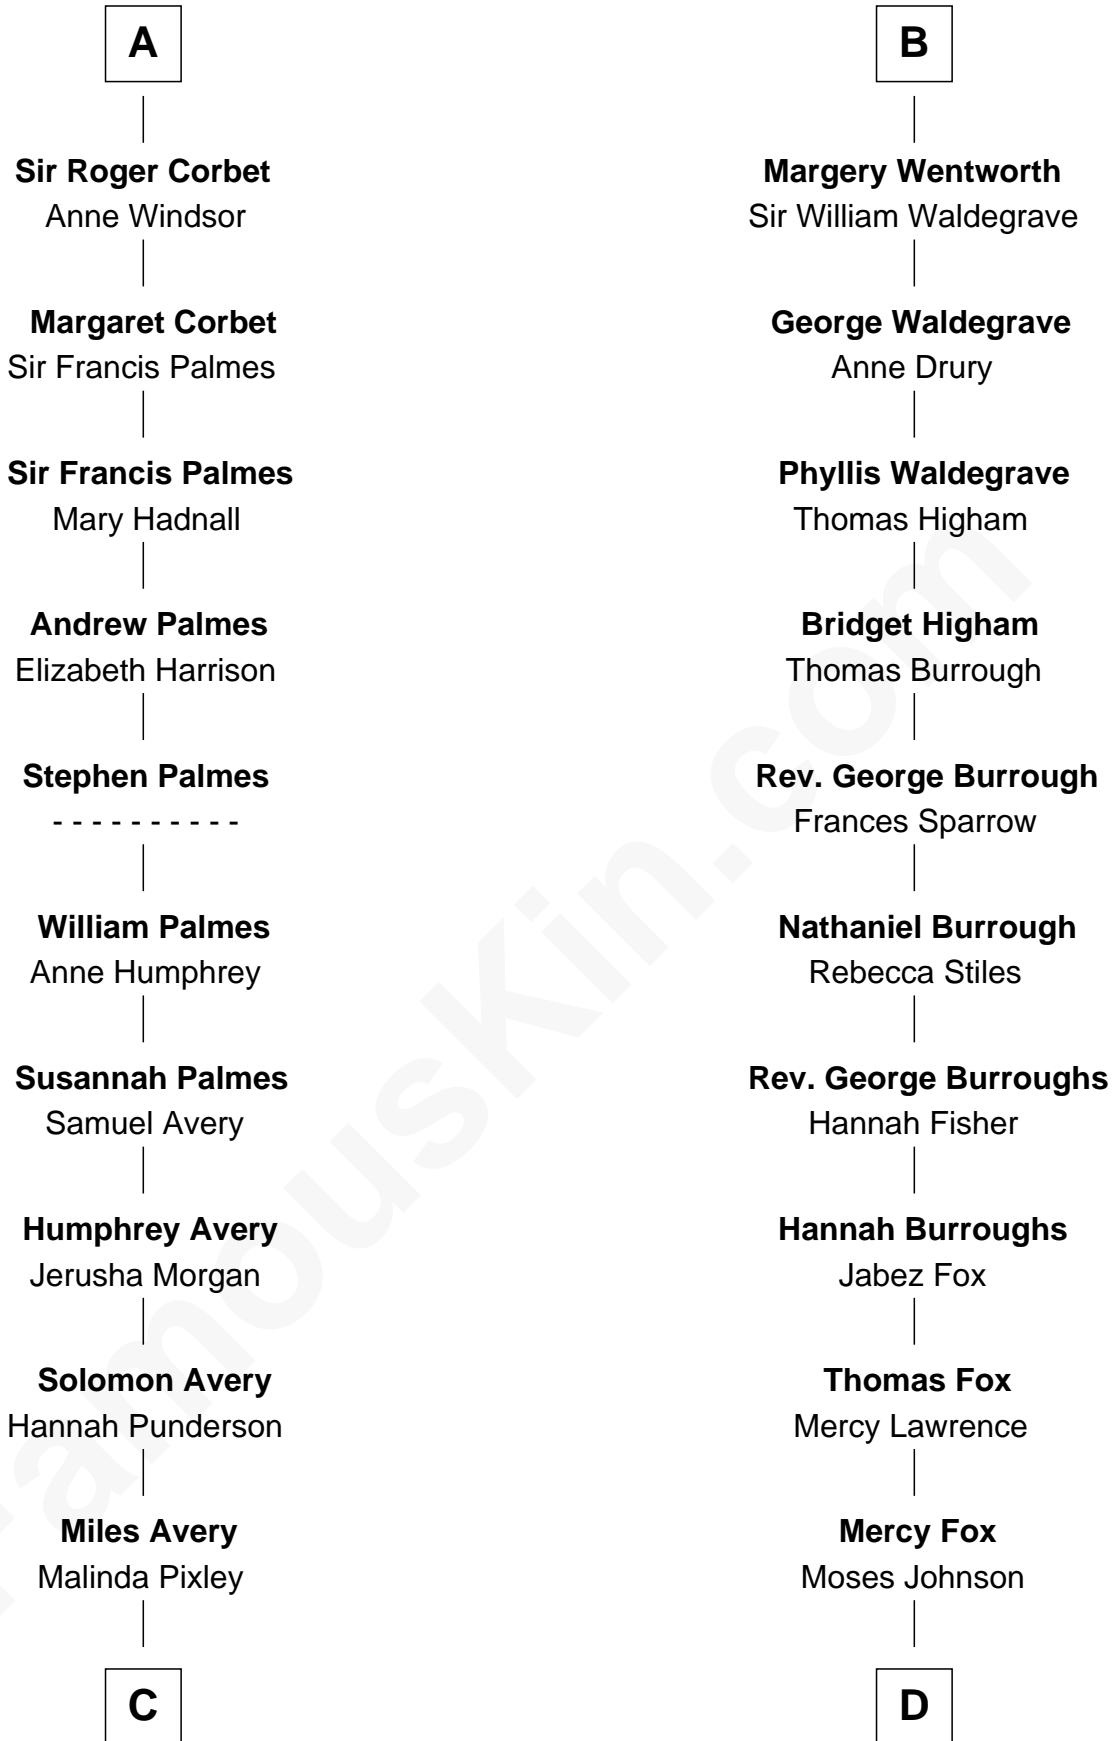 A
Sir Roger Corbet
Anne Windsor
Margaret Corbet
Sir Francis Palmes
Sir Francis Palmes
Mary Hadnall
Andrew Palmes
Elizabeth Harrison
Stephen Palmes
- - - - - - - - - -
William Palmes
Anne Humphrey
Susannah Palmes
Samuel Avery
Humphrey Avery
Jerusha Morgan
Solomon Avery
Hannah Punderson
Miles Avery
Malinda Pixley
C
B
Margery Wentworth
Sir William Waldegrave
George Waldegrave
Anne Drury
Phyllis Waldegrave
Thomas Higham
Bridget Higham
Thomas Burrough
Rev. George Burrough
Frances Sparrow
Nathaniel Burrough
Rebecca Stiles
Rev. George Burroughs
Hannah Fisher
Hannah Burroughs
Jabez Fox
Thomas Fox
Mercy Lawrence
Mercy Fox
Moses Johnson
D
FamousKin.com